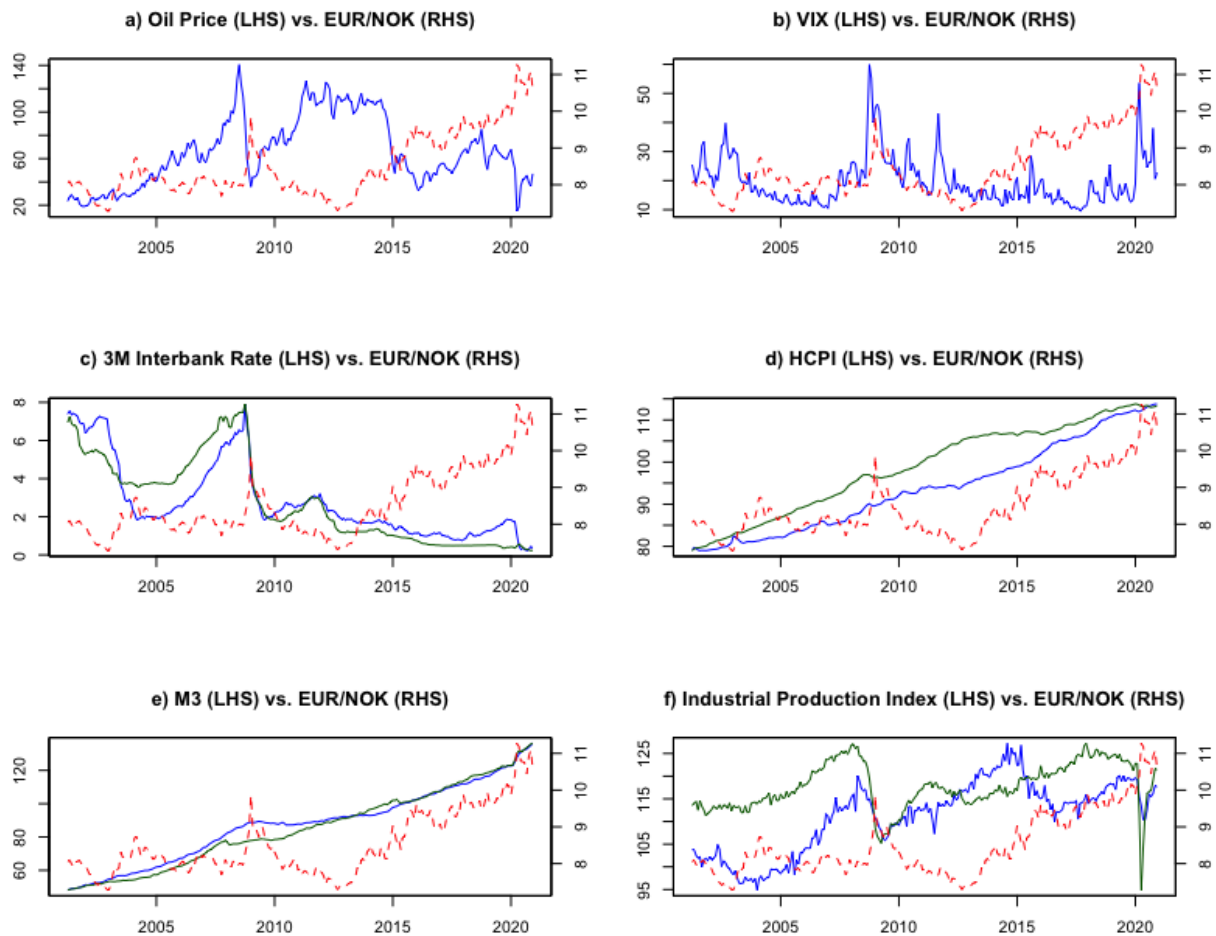 a) Oil Price (LHS) vs. EUR/NOK (RHS)
20 60 100 140
8 9 10 11
2005 2010 2015 2020
b) VIX (LHS) vs. EUR/NOK (RHS)
10 30 50
8 9 10 11
2005 2010 2015 2020
c) 3M Interbank Rate (LHS) vs. EUR/NOK (RHS)
0 2 4 6 8
8 9 10 11
2005 2010 2015 2020
d) HCPI (LHS) vs. EUR/NOK (RHS)
80 90 100 110
8 9 10 11
2005 2010 2015 2020
e) M3 (LHS) vs. EUR/NOK (RHS)
60 80 120
8 9 10 11
2005 2010 2015 2020
f) Industrial Production Index (LHS) vs. EUR/NOK (RHS)
95 105 115 125
8 9 10 11
2005 2010 2015 2020